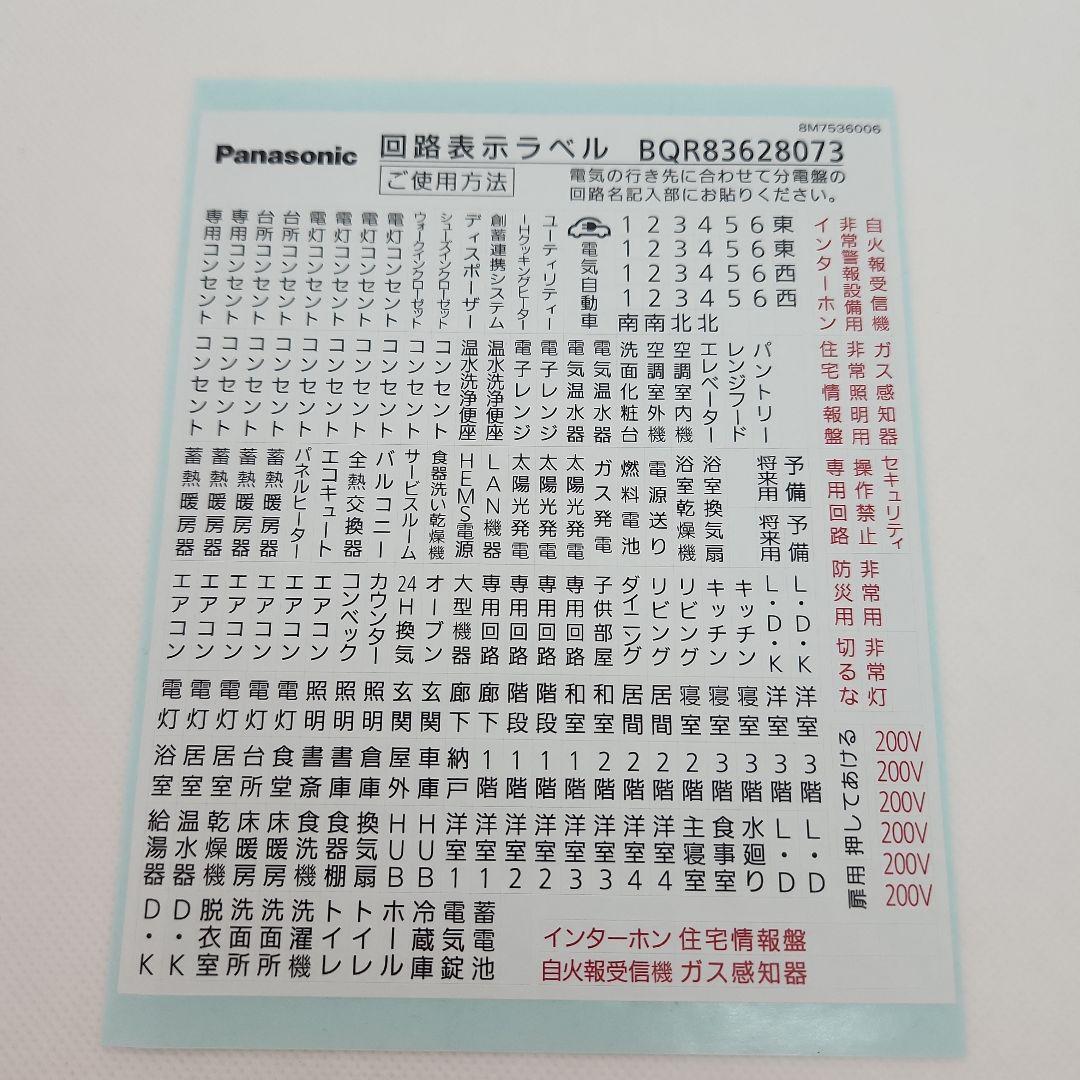 8M7536006
Panasonic 回路表示ラベル BQR83628073
ご使用方法
電気の行き先に合わせて分電盤の
回路名記入部にお貼りください。
専用コンセント
専用コンセント
台所コンセント
台所コンセント
電灯コンセント
電灯コンセント
電灯コンセント
電灯コンセント
ウォークインクローゼット
シューズインクローゼット
ディスポーザー
創蓄連携システム
IHクッキングヒーター
ユーティリティー
電気自動車
1 2 3 4 5 6 東
1 2 3 4 5 6 東
1 2 3 4 5 6 西
1 2 3 4 5 6 西
南 南 北 北
インターホン
非常警報設備用
自火報受信機
コンセント
コンセント
コンセント
コンセント
コンセント
コンセント
コンセント
コンセント
コンセント
コンセント
温水洗浄便座
温水洗浄便座
電子レンジ
電子レンジ
電気温水器
電気温水器
洗面化粧台
空調室外機
空調室内機
エレベーター
レンジフード
パントリー
住宅情報盤
非常照明用
ガス感知器
蓄熱暖房器
蓄熱暖房器
蓄熱暖房器
蓄熱暖房器
パネルヒーター
エコキュート
全熱交換器
バルコニー
サービスルーム
食器洗い乾燥機
HEMS電源
LAN機器
太陽光発電
太陽光発電
太陽光発電
ガス発電
燃料電池
電源送り
浴室乾燥機
浴室換気扇
将来用
将来用
予備
予備
専用回路
操作禁止
セキュリティ
エアコン
エアコン
エアコン
エアコン
エアコン
エアコン
コンベック
カウンター
24H換気
オーブン
大型機器
専用回路
専用回路
専用回路
専用回路
子供部屋
ダイニング
リビング
リビング
キッチン
キッチン
L・D・K
L・D・K
防災用
非常用
切るな
非常灯
電灯
電灯
電灯
電灯
電灯
照明
照明
照明
玄関
玄関
廊下
廊下
階段
階段
和室
和室
居間
居間
寝室
寝室
寝室
洋室
洋室
浴室
居室
居室
台所
食堂
書斎
書庫
倉庫
屋外
車庫
納戸
1階
1階
1階
1階
2階
2階
2階
2階
3階
3階
3階
3階
扉用 押してあける
200V
200V
200V
200V
200V
200V
給湯器
温水器
乾燥機
床暖房
床暖房
食洗機
食器棚
換気扇
HUB
HUB
洋室1
洋室1
洋室2
洋室2
洋室3
洋室3
洋室4
洋室4
主寝室
食事室
水廻り
L・D
L・D
D・K
D・K
脱衣室
洗面所
洗面所
洗濯機
トイレ
トイレ
ホール
冷蔵庫
電気錠
蓄電池
インターホン 住宅情報盤
自火報受信機 ガス感知器